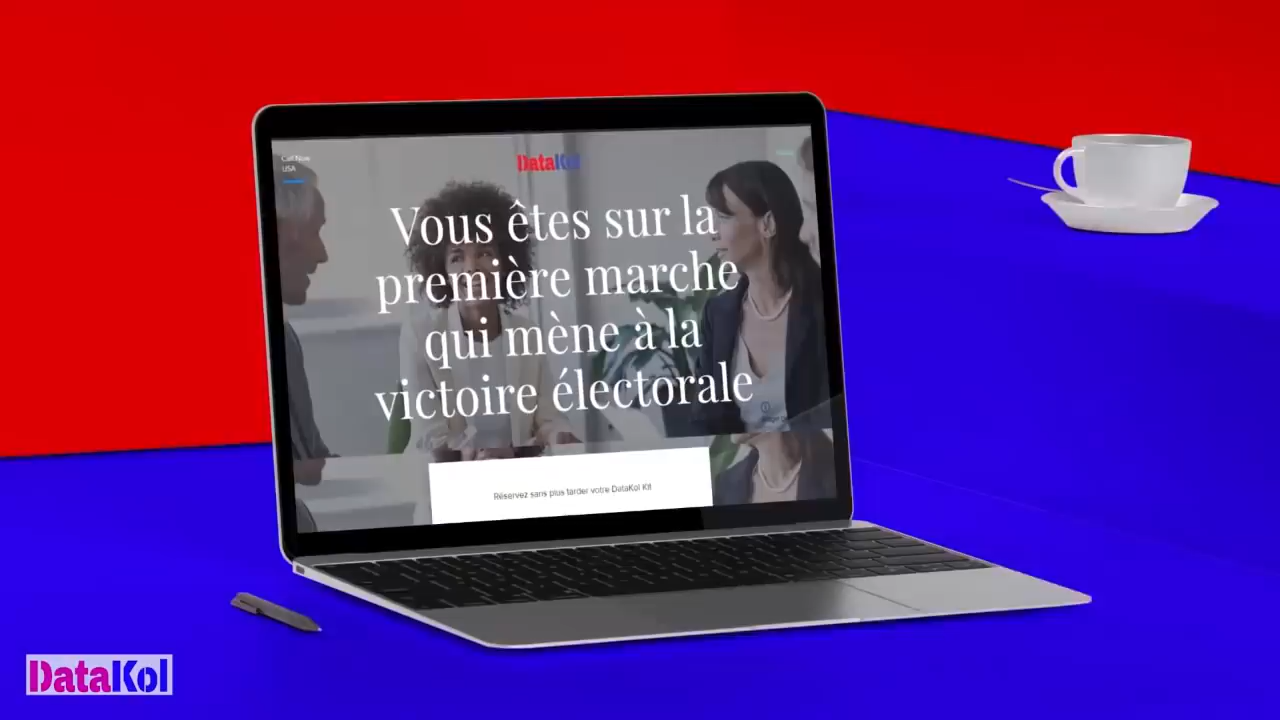 Call Now
USA
DataKol
Vous êtes sur la
première marche
qui mène à la
victoire électorale
Réservez sans plus tarder votre DataKol Kit
DataKol